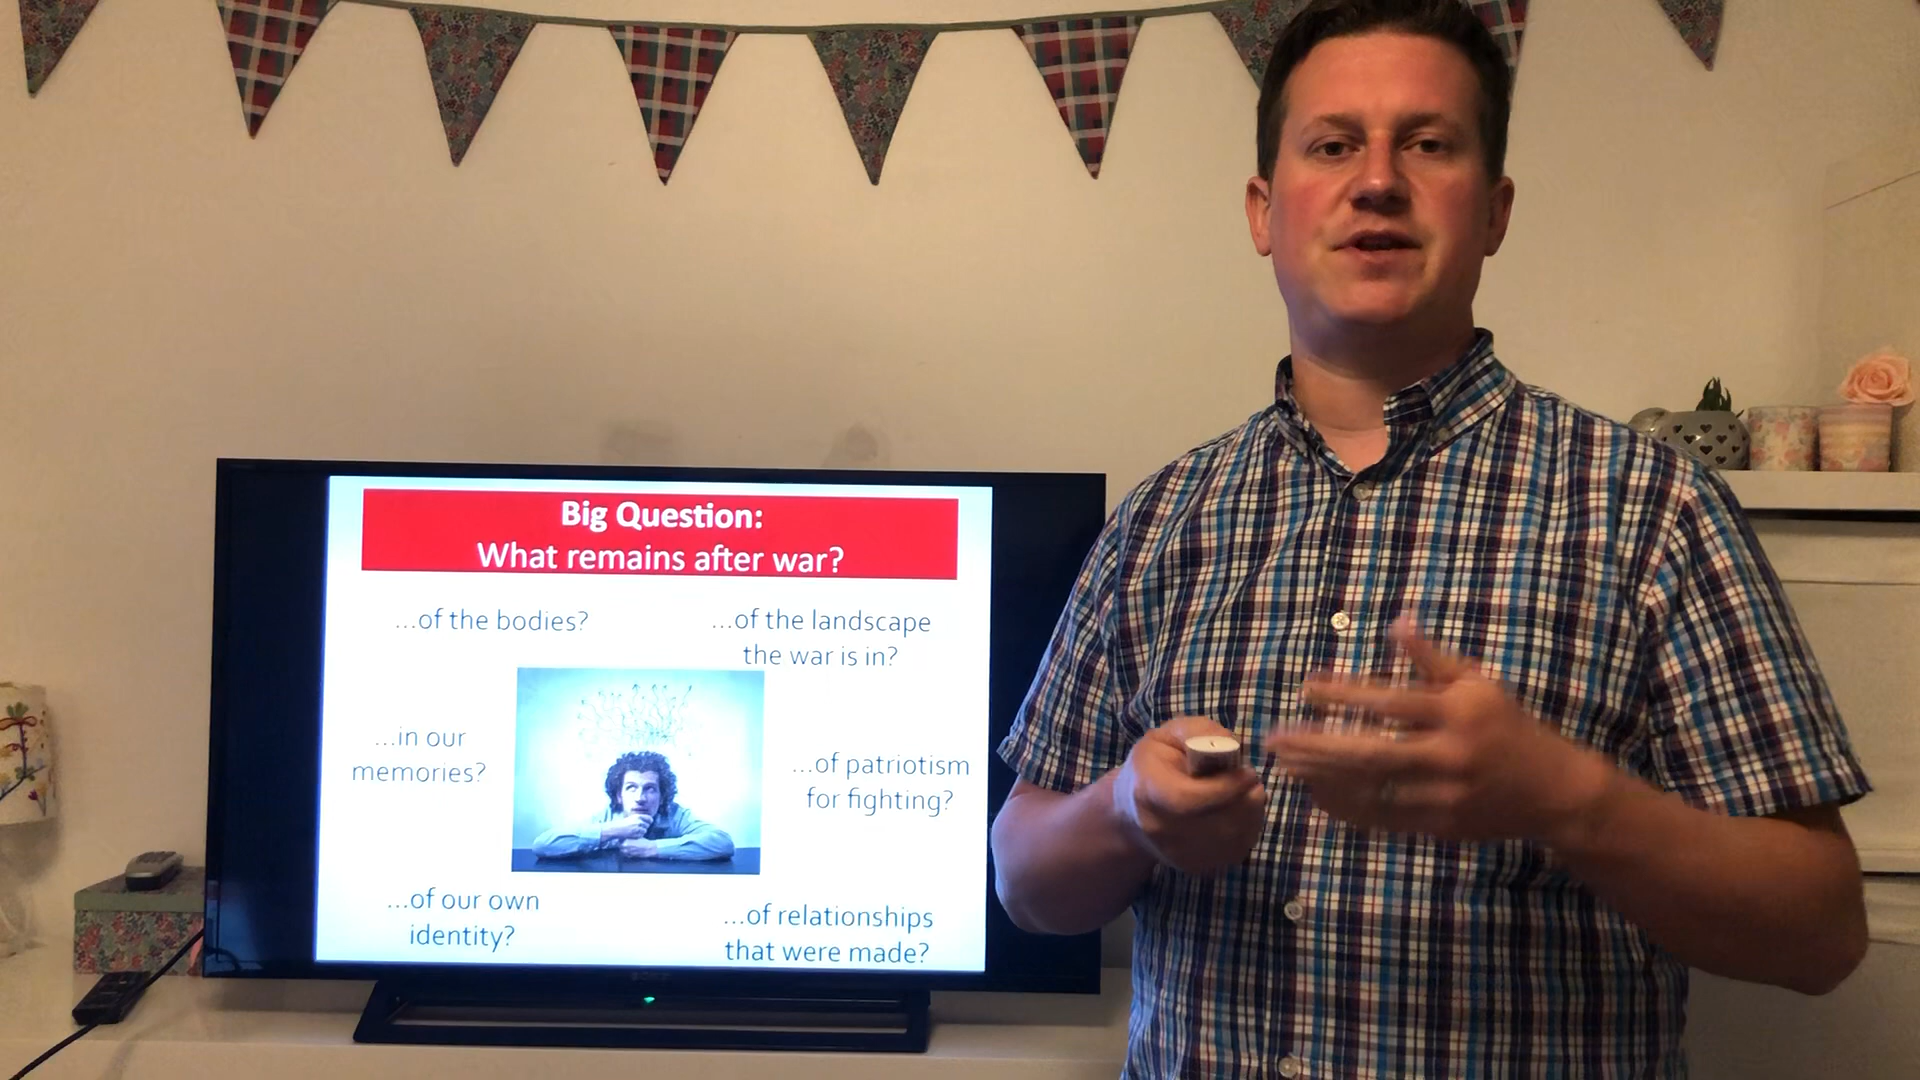 Big Question:
What remains after war?
...of the bodies?
...of the landscape
the war is in?
...in our
memories?
...of patriotism
for fighting?
...of our own
identity?
...of relationships
that were made?